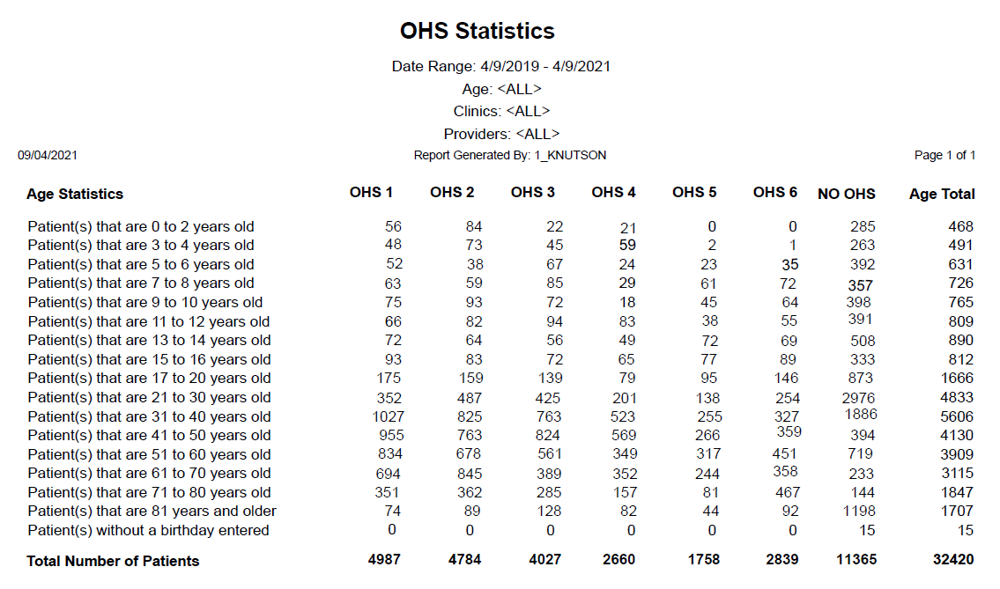 OHS Statistics
Date Range: 4/9/2019 - 4/9/2021
Age: <ALL>
Clinics: <ALL>
Providers: <ALL>
09/04/2021 Report Generated By: 1_KNUTSON Page 1 of 1
Age Statistics OHS 1 OHS 2 OHS 3 OHS 4 OHS 5 OHS 6 NO OHS Age Total
Patient(s) that are 0 to 2 years old 56 84 22 21 0 0 285 468
Patient(s) that are 3 to 4 years old 48 73 45 59 2 1 263 491
Patient(s) that are 5 to 6 years old 52 38 67 24 23 35 392 631
Patient(s) that are 7 to 8 years old 63 59 85 29 61 72 357 726
Patient(s) that are 9 to 10 years old 75 93 72 18 45 64 398 765
Patient(s) that are 11 to 12 years old 66 82 94 83 38 55 391 809
Patient(s) that are 13 to 14 years old 72 64 56 49 72 69 508 890
Patient(s) that are 15 to 16 years old 93 83 72 65 77 89 333 812
Patient(s) that are 17 to 20 years old 175 159 139 79 95 146 873 1666
Patient(s) that are 21 to 30 years old 352 487 425 201 138 254 2976 4833
Patient(s) that are 31 to 40 years old 1027 825 763 523 255 327 1886 5606
Patient(s) that are 41 to 50 years old 955 763 824 569 266 359 394 4130
Patient(s) that are 51 to 60 years old 834 678 561 349 317 451 719 3909
Patient(s) that are 61 to 70 years old 694 845 389 352 244 358 233 3115
Patient(s) that are 71 to 80 years old 351 362 285 157 81 467 144 1847
Patient(s) that are 81 years and older 74 89 128 82 44 92 1198 1707
Patient(s) without a birthday entered 0 0 0 0 0 0 15 15
Total Number of Patients 4987 4784 4027 2660 1758 2839 11365 32420